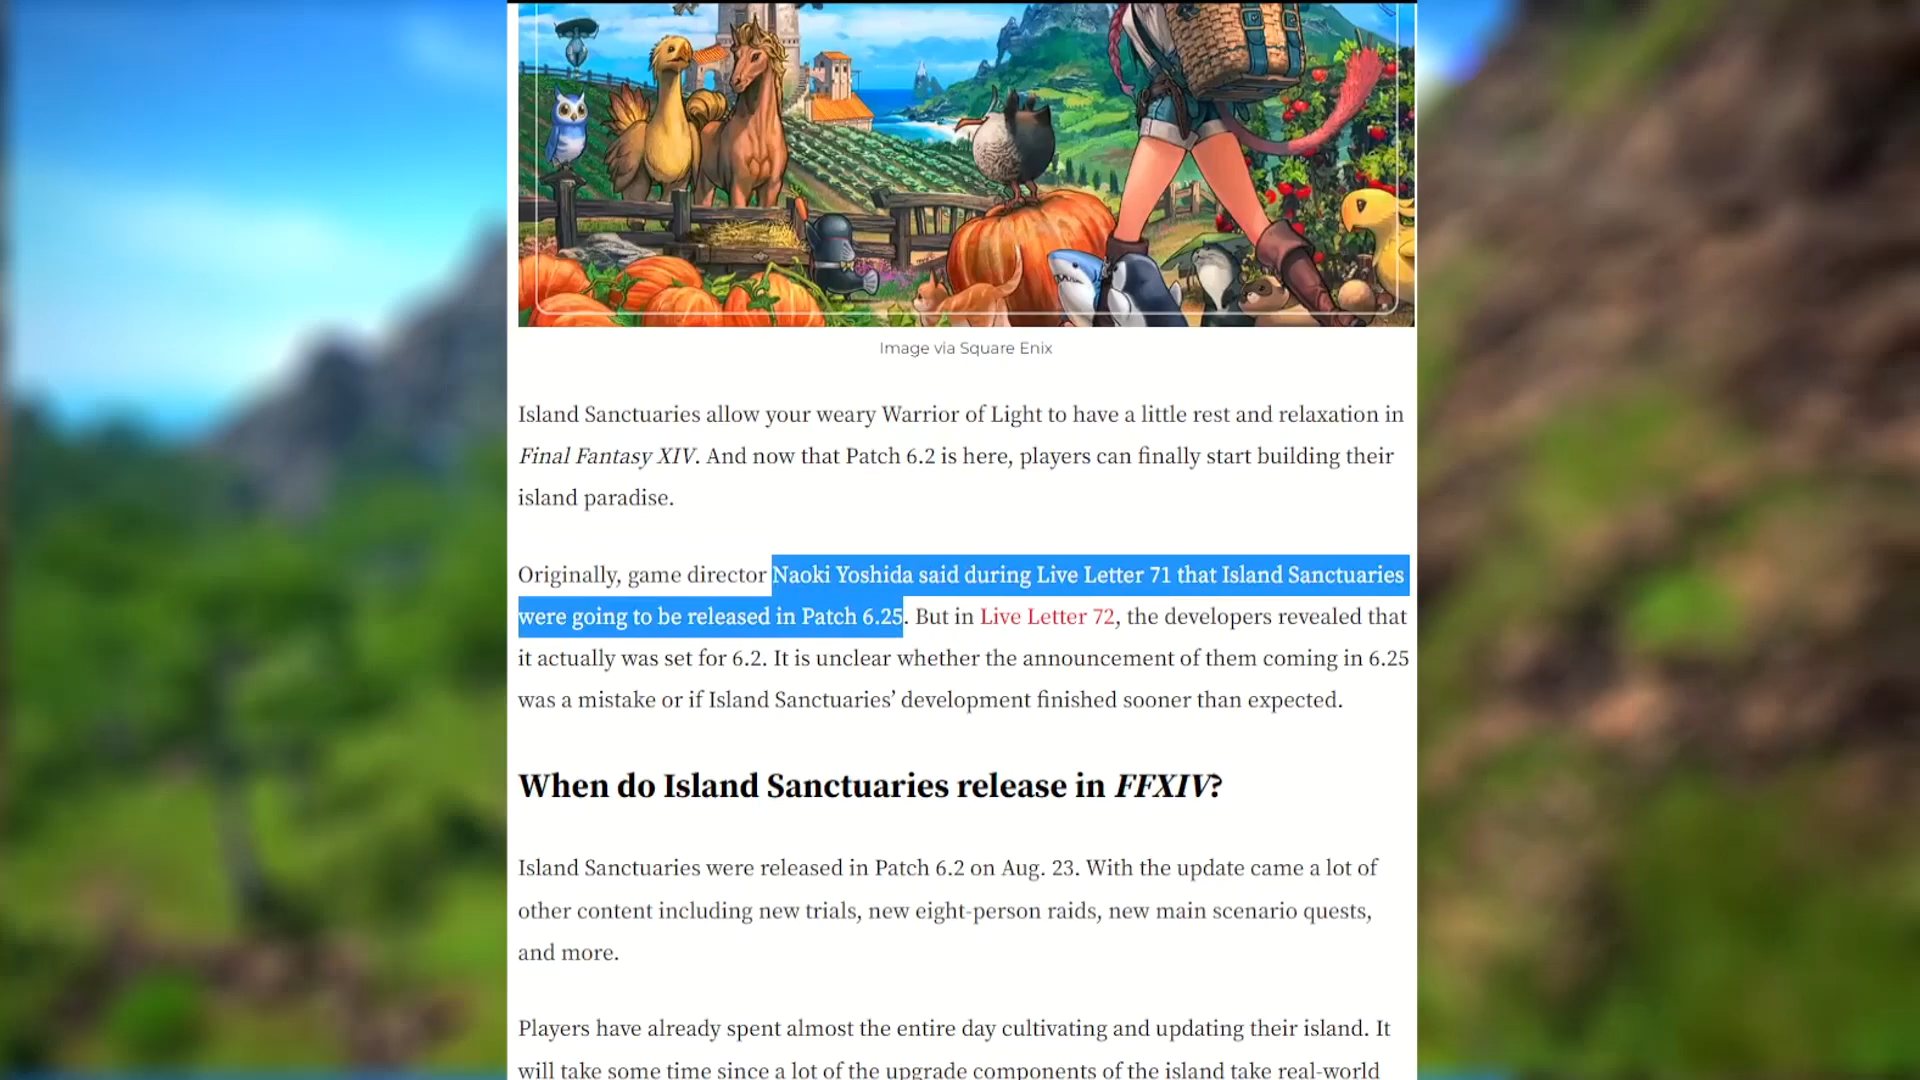 Image via Square Enix
Island Sanctuaries allow your weary Warrior of Light to have a little rest and relaxation in
Final Fantasy XIV. And now that Patch 6.2 is here, players can finally start building their
island paradise.
Originally, game director Naoki Yoshida said during Live Letter 71 that Island Sanctuaries
were going to be released in Patch 6.25. But in Live Letter 72, the developers revealed that
it actually was set for 6.2. It is unclear whether the announcement of them coming in 6.25
was a mistake or if Island Sanctuaries’ development finished sooner than expected.
When do Island Sanctuaries release in FFXIV?
Island Sanctuaries were released in Patch 6.2 on Aug. 23. With the update came a lot of
other content including new trials, new eight-person raids, new main scenario quests,
and more.
Players have already spent almost the entire day cultivating and updating their island. It
will take some time since a lot of the upgrade components of the island take real-world